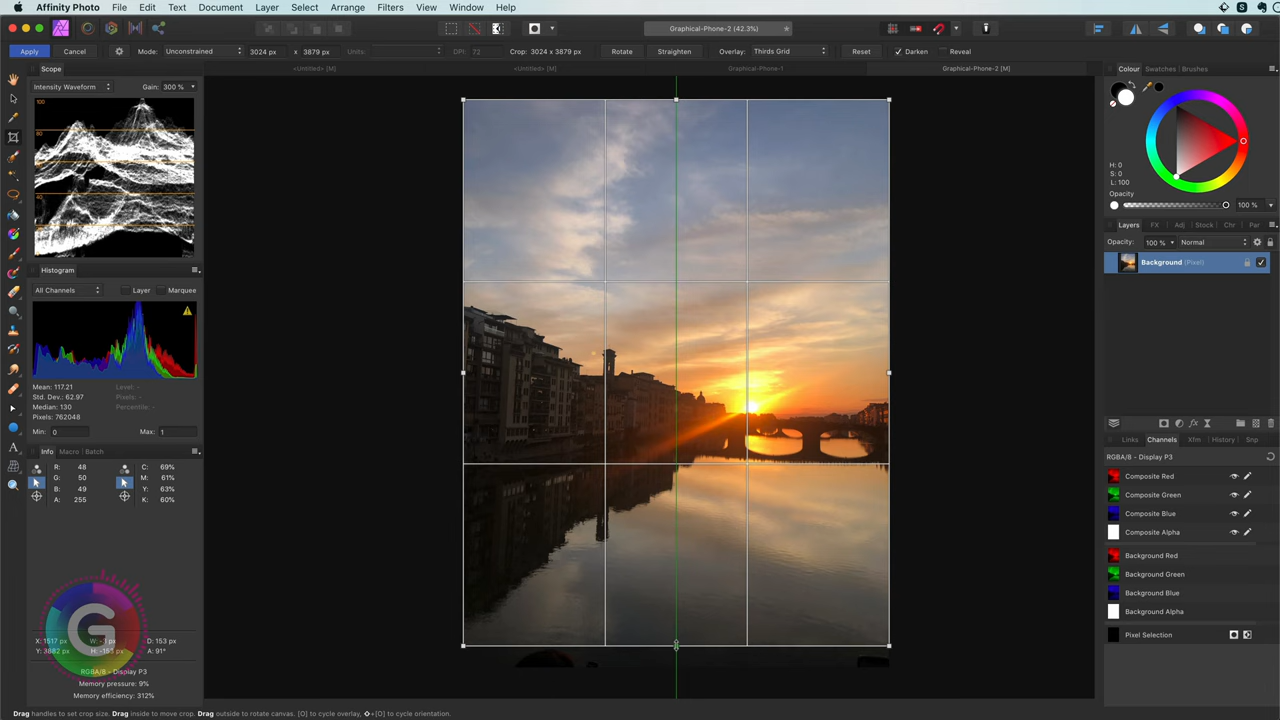 Affinity Photo File Edit Text Document Layer Select Arrange Filters View Window Help
Graphical-Phone-2 (42.3%)
Apply Cancel Mode: Unconstrained 3024 px x 3879 px Units: DPI: 72 Crop: 3024 x 3879 px Rotate Straighten Overlay: Thirds Grid Reset Darken Reveal
Scope <Untitled> [M] <Untitled> [M] Graphical-Phone-1 Graphical-Phone-2 [M] Colour Swatches Brushes
Intensity Waveform Gain: 300 %
100
80
40
H: 0
S: 0
L: 100
Opacity
100 %
Layers FX Adj Stock Chr Par
Opacity: 100 % Normal
Background (Pixel)
Histogram
All Channels Layer Marquee
Mean: 117.21 Level: -
Std. Dev.: 62.97 Count: -
Median: 130 Percentile: -
Pixels: 762048
Min: 0 Max: 1
Links Channels Xfm History Snp
Info Macro Batch
RGBA/8 - Display P3
R: 48 C: 69%
G: 50 M: 61%
B: 49 Y: 63%
A: 255 K: 60%
Composite Red
Composite Green
Composite Blue
Composite Alpha
Background Red
Background Green
Background Blue
Background Alpha
Pixel Selection
G
X: 1517 px W: -1 px D: 153 px
Y: 3882 px H: -153 px A: 91°
RGBA/8 - Display P3
Memory pressure: 9%
Memory efficiency: 312%
Drag handles to set crop size. Drag inside to move crop. Drag outside to rotate canvas. [O] to cycle overlay, ⇧+[O] to cycle orientation.